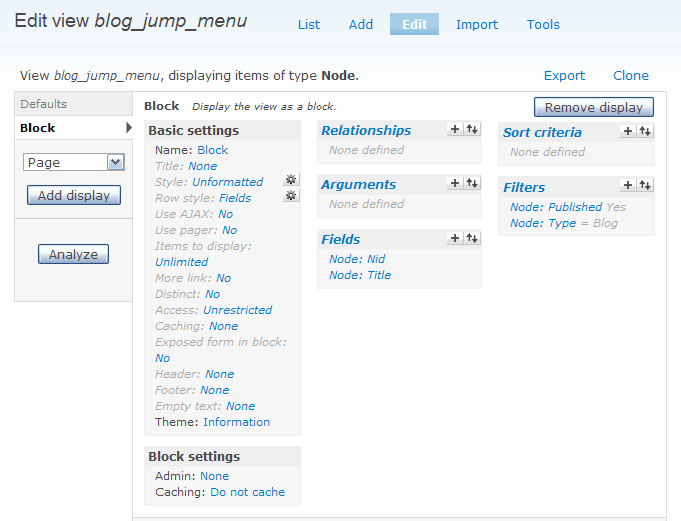 Edit view blog_jump_menu
List Add Edit Import Tools
View blog_jump_menu, displaying items of type Node.
Export Clone
Defaults
Block
Page
Add display
Analyze
Block Display the view as a block.
Remove display
Basic settings
Name: Block
Title: None
Style: Unformatted
Row style: Fields
Use AJAX: No
Use pager: No
Items to display:
Unlimited
More link: No
Distinct: No
Access: Unrestricted
Caching: None
Exposed form in block:
No
Header: None
Footer: None
Empty text: None
Theme: Information
Block settings
Admin: None
Caching: Do not cache
Relationships
None defined
Arguments
None defined
Fields
Node: Nid
Node: Title
Sort criteria
None defined
Filters
Node: Published Yes
Node: Type = Blog